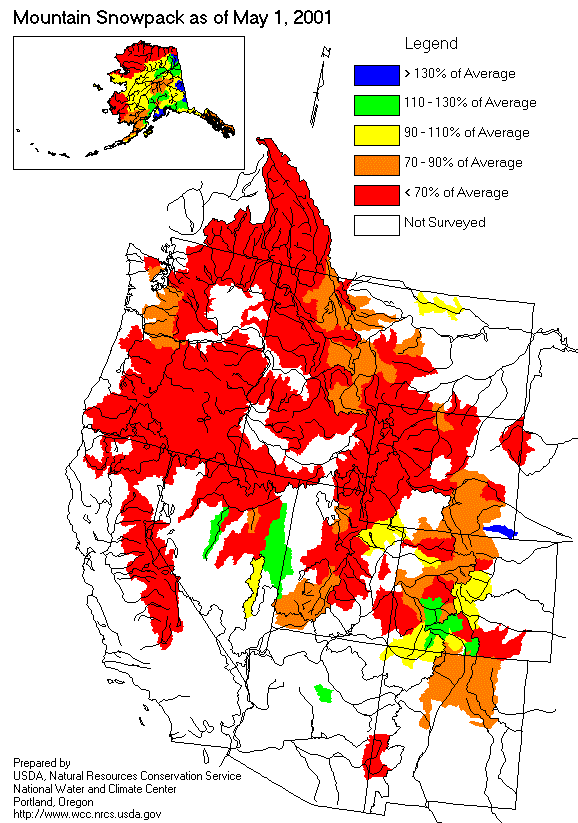 Mountain Snowpack as of May 1, 2001
Legend
> 130% of Average
110 - 130% of Average
90 - 110% of Average
70 - 90% of Average
< 70% of Average
Not Surveyed
Prepared by
USDA, Natural Resources Conservation Service
National Water and Climate Center
Portland, Oregon
http://www.wcc.nrcs.usda.gov